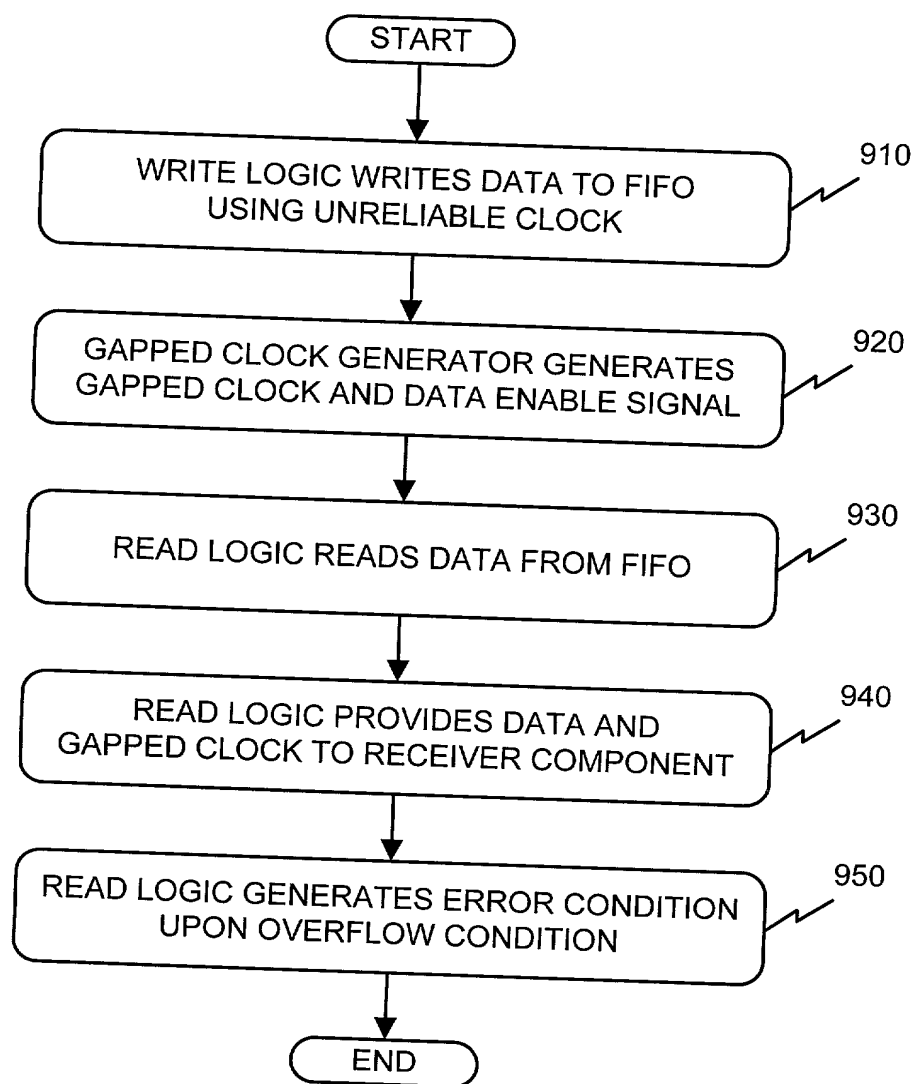 START
WRITE LOGIC WRITES DATA TO FIFO
USING UNRELIABLE CLOCK
910
GAPPED CLOCK GENERATOR GENERATES
GAPPED CLOCK AND DATA ENABLE SIGNAL
920
READ LOGIC READS DATA FROM FIFO
930
READ LOGIC PROVIDES DATA AND
GAPPED CLOCK TO RECEIVER COMPONENT
940
READ LOGIC GENERATES ERROR CONDITION
UPON OVERFLOW CONDITION
950
END